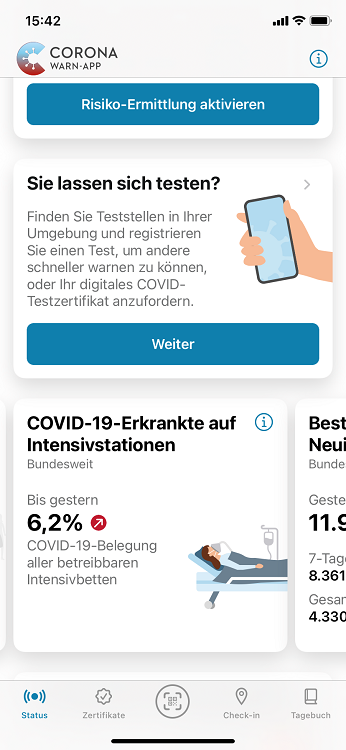 15:42
CORONA
WARN-APP
Risiko-Ermittlung aktivieren
Sie lassen sich testen?
Finden Sie Teststellen in Ihrer
Umgebung und registrieren
Sie einen Test, um andere
schneller warnen zu können,
oder Ihr digitales COVID-
Testzertifikat anzufordern.
Weiter
COVID-19-Erkrankte auf
Intensivstationen
Bundesweit
Bis gestern
6,2%
COVID-19-Belegung
aller betreibbaren
Intensivbetten
Best
Neui
Bunde
Geste
11.9
7-Tag
8.361
Gesar
4.330
Status
Zertifikate
Check-in
Tagebuch